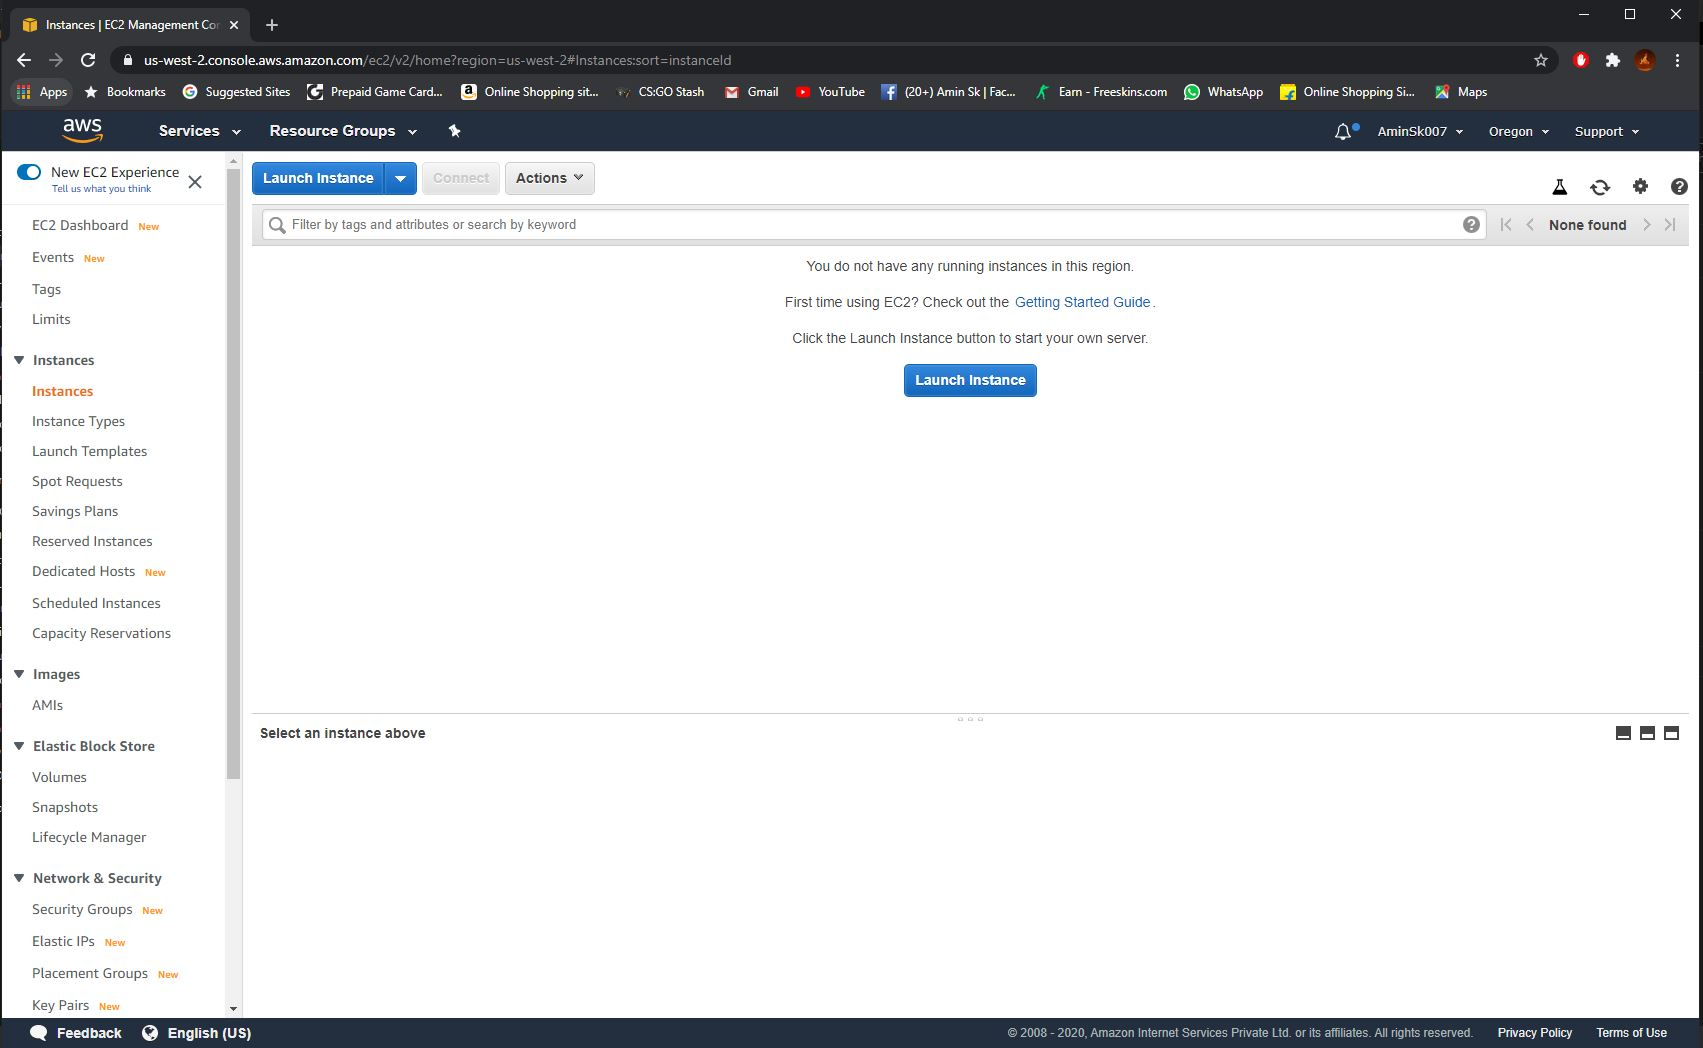 Instances | EC2 Management Cor
us-west-2.console.aws.amazon.com/ec2/v2/home?region=us-west-2#Instances:sort=instanceId
Apps Bookmarks Suggested Sites Prepaid Game Card... Online Shopping sit... CS:GO Stash Gmail YouTube (20+) Amin Sk | Fac... Earn - Freeskins.com WhatsApp Online Shopping Si... Maps
aws Services Resource Groups AminSk007 Oregon Support
New EC2 Experience
Tell us what you think
EC2 Dashboard New
Events New
Tags
Limits
Instances
Instances
Instance Types
Launch Templates
Spot Requests
Savings Plans
Reserved Instances
Dedicated Hosts New
Scheduled Instances
Capacity Reservations
Images
AMIs
Elastic Block Store
Volumes
Snapshots
Lifecycle Manager
Network & Security
Security Groups New
Elastic IPs New
Placement Groups New
Key Pairs New
Launch Instance Connect Actions
Filter by tags and attributes or search by keyword None found
You do not have any running instances in this region.
First time using EC2? Check out the Getting Started Guide.
Click the Launch Instance button to start your own server.
Launch Instance
Select an instance above
Feedback English (US) © 2008 - 2020, Amazon Internet Services Private Ltd. or its affiliates. All rights reserved. Privacy Policy Terms of Use